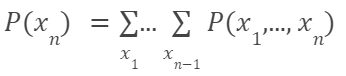 P(xₙ) = ∑... ∑ P(x₁,..., xₙ)
x₁ xₙ₋₁